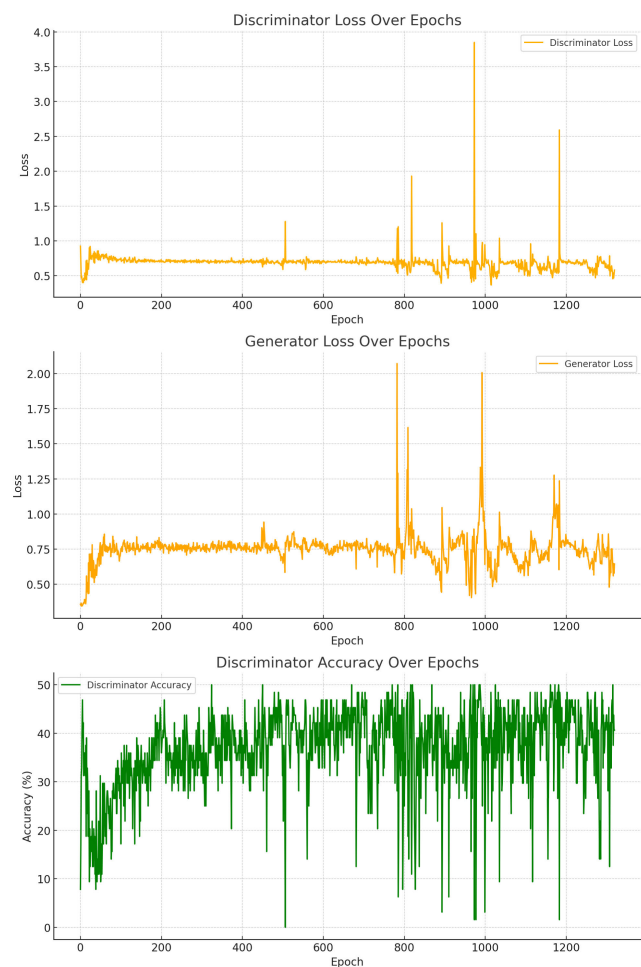 Discriminator Loss Over Epochs
Discriminator Loss
4.0
3.5
3.0
2.5
2.0
1.5
1.0
0.5
Loss
0 200 400 600 800 1000 1200
Epoch
Generator Loss Over Epochs
Generator Loss
2.00
1.75
1.50
1.25
1.00
0.75
0.50
Loss
0 200 400 600 800 1000 1200
Epoch
Discriminator Accuracy Over Epochs
Discriminator Accuracy
50
40
30
20
10
0
Accuracy (%)
0 200 400 600 800 1000 1200
Epoch